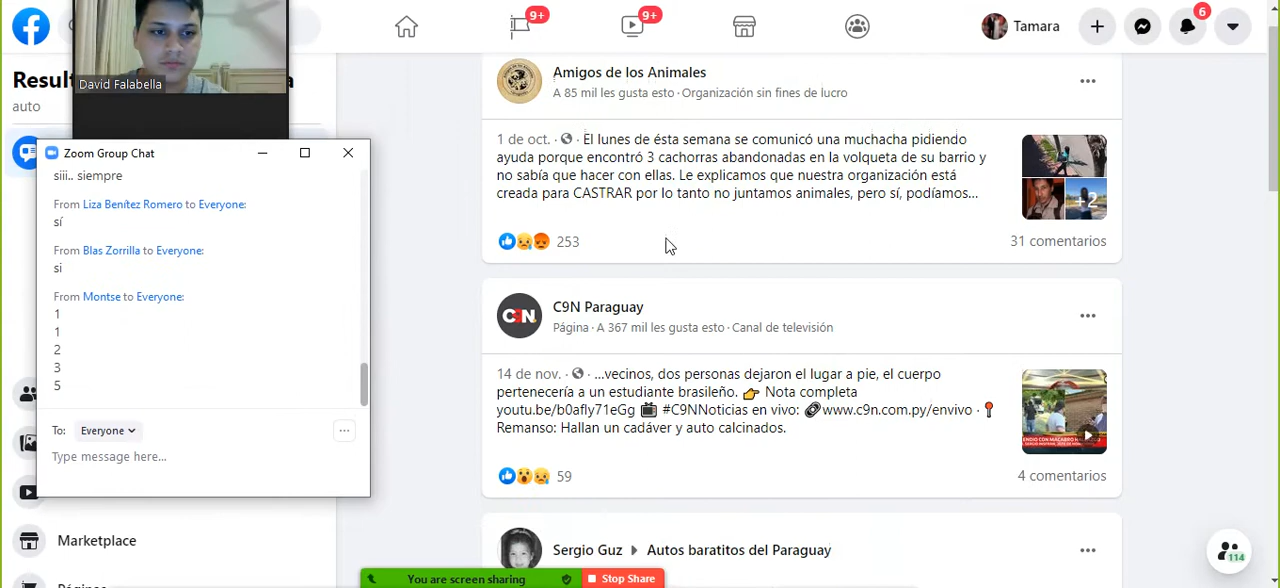 9+
9+
Tamara
6
Result
a
auto
David Falabella
Zoom Group Chat
siii.. siempre
From Liza Benítez Romero to Everyone:
sí
From Blas Zorrilla to Everyone:
si
From Montse to Everyone:
1
1
2
3
5
To: Everyone
Type message here...
Marketplace
Páginas
Amigos de los Animales
A 85 mil les gusta esto · Organización sin fines de lucro
1 de oct. · El lunes de ésta semana se comunicó una muchacha pidiendo
ayuda porque encontró 3 cachorras abandonadas en la volqueta de su barrio y
no sabía que hacer con ellas. Le explicamos que nuestra organización está
creada para CASTRAR por lo tanto no juntamos animales, pero sí, podíamos...
+2
253
31 comentarios
C9N
C9N Paraguay
Página · A 367 mil les gusta esto · Canal de televisión
14 de nov. · ...vecinos, dos personas dejaron el lugar a pie, el cuerpo
pertenecería a un estudiante brasileño. 👉 Nota completa
youtu.be/b0afly71eGg 📺 #C9NNoticias en vivo: 🔗www.c9n.com.py/envivo · 📍
Remanso: Hallan un cadáver y auto calcinados.
59
4 comentarios
Sergio Guz ▶ Autos baratitos del Paraguay
114
You are screen sharing
Stop Share